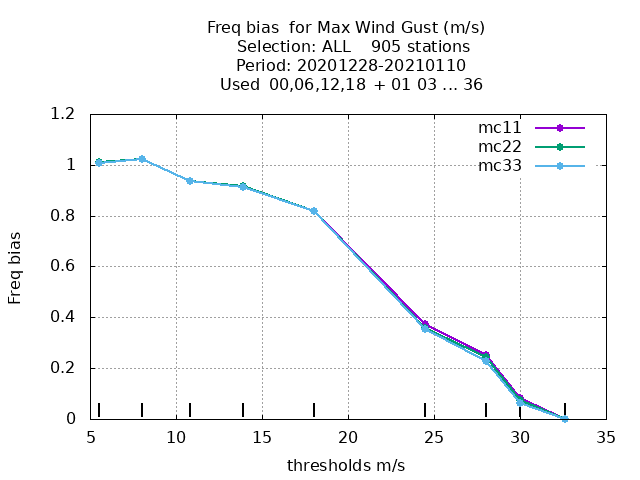 Freq bias for Max Wind Gust (m/s)
Selection: ALL 905 stations
Period: 20201228-20210110
Used 00,06,12,18 + 01 03 ... 36
mc11
mc22
mc33
Freq bias
1.2
1
0.8
0.6
0.4
0.2
0
5 10 15 20 25 30 35
thresholds m/s